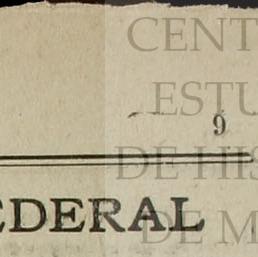 CENT
ESTU
9
DE HIS
EDERAL
DE M